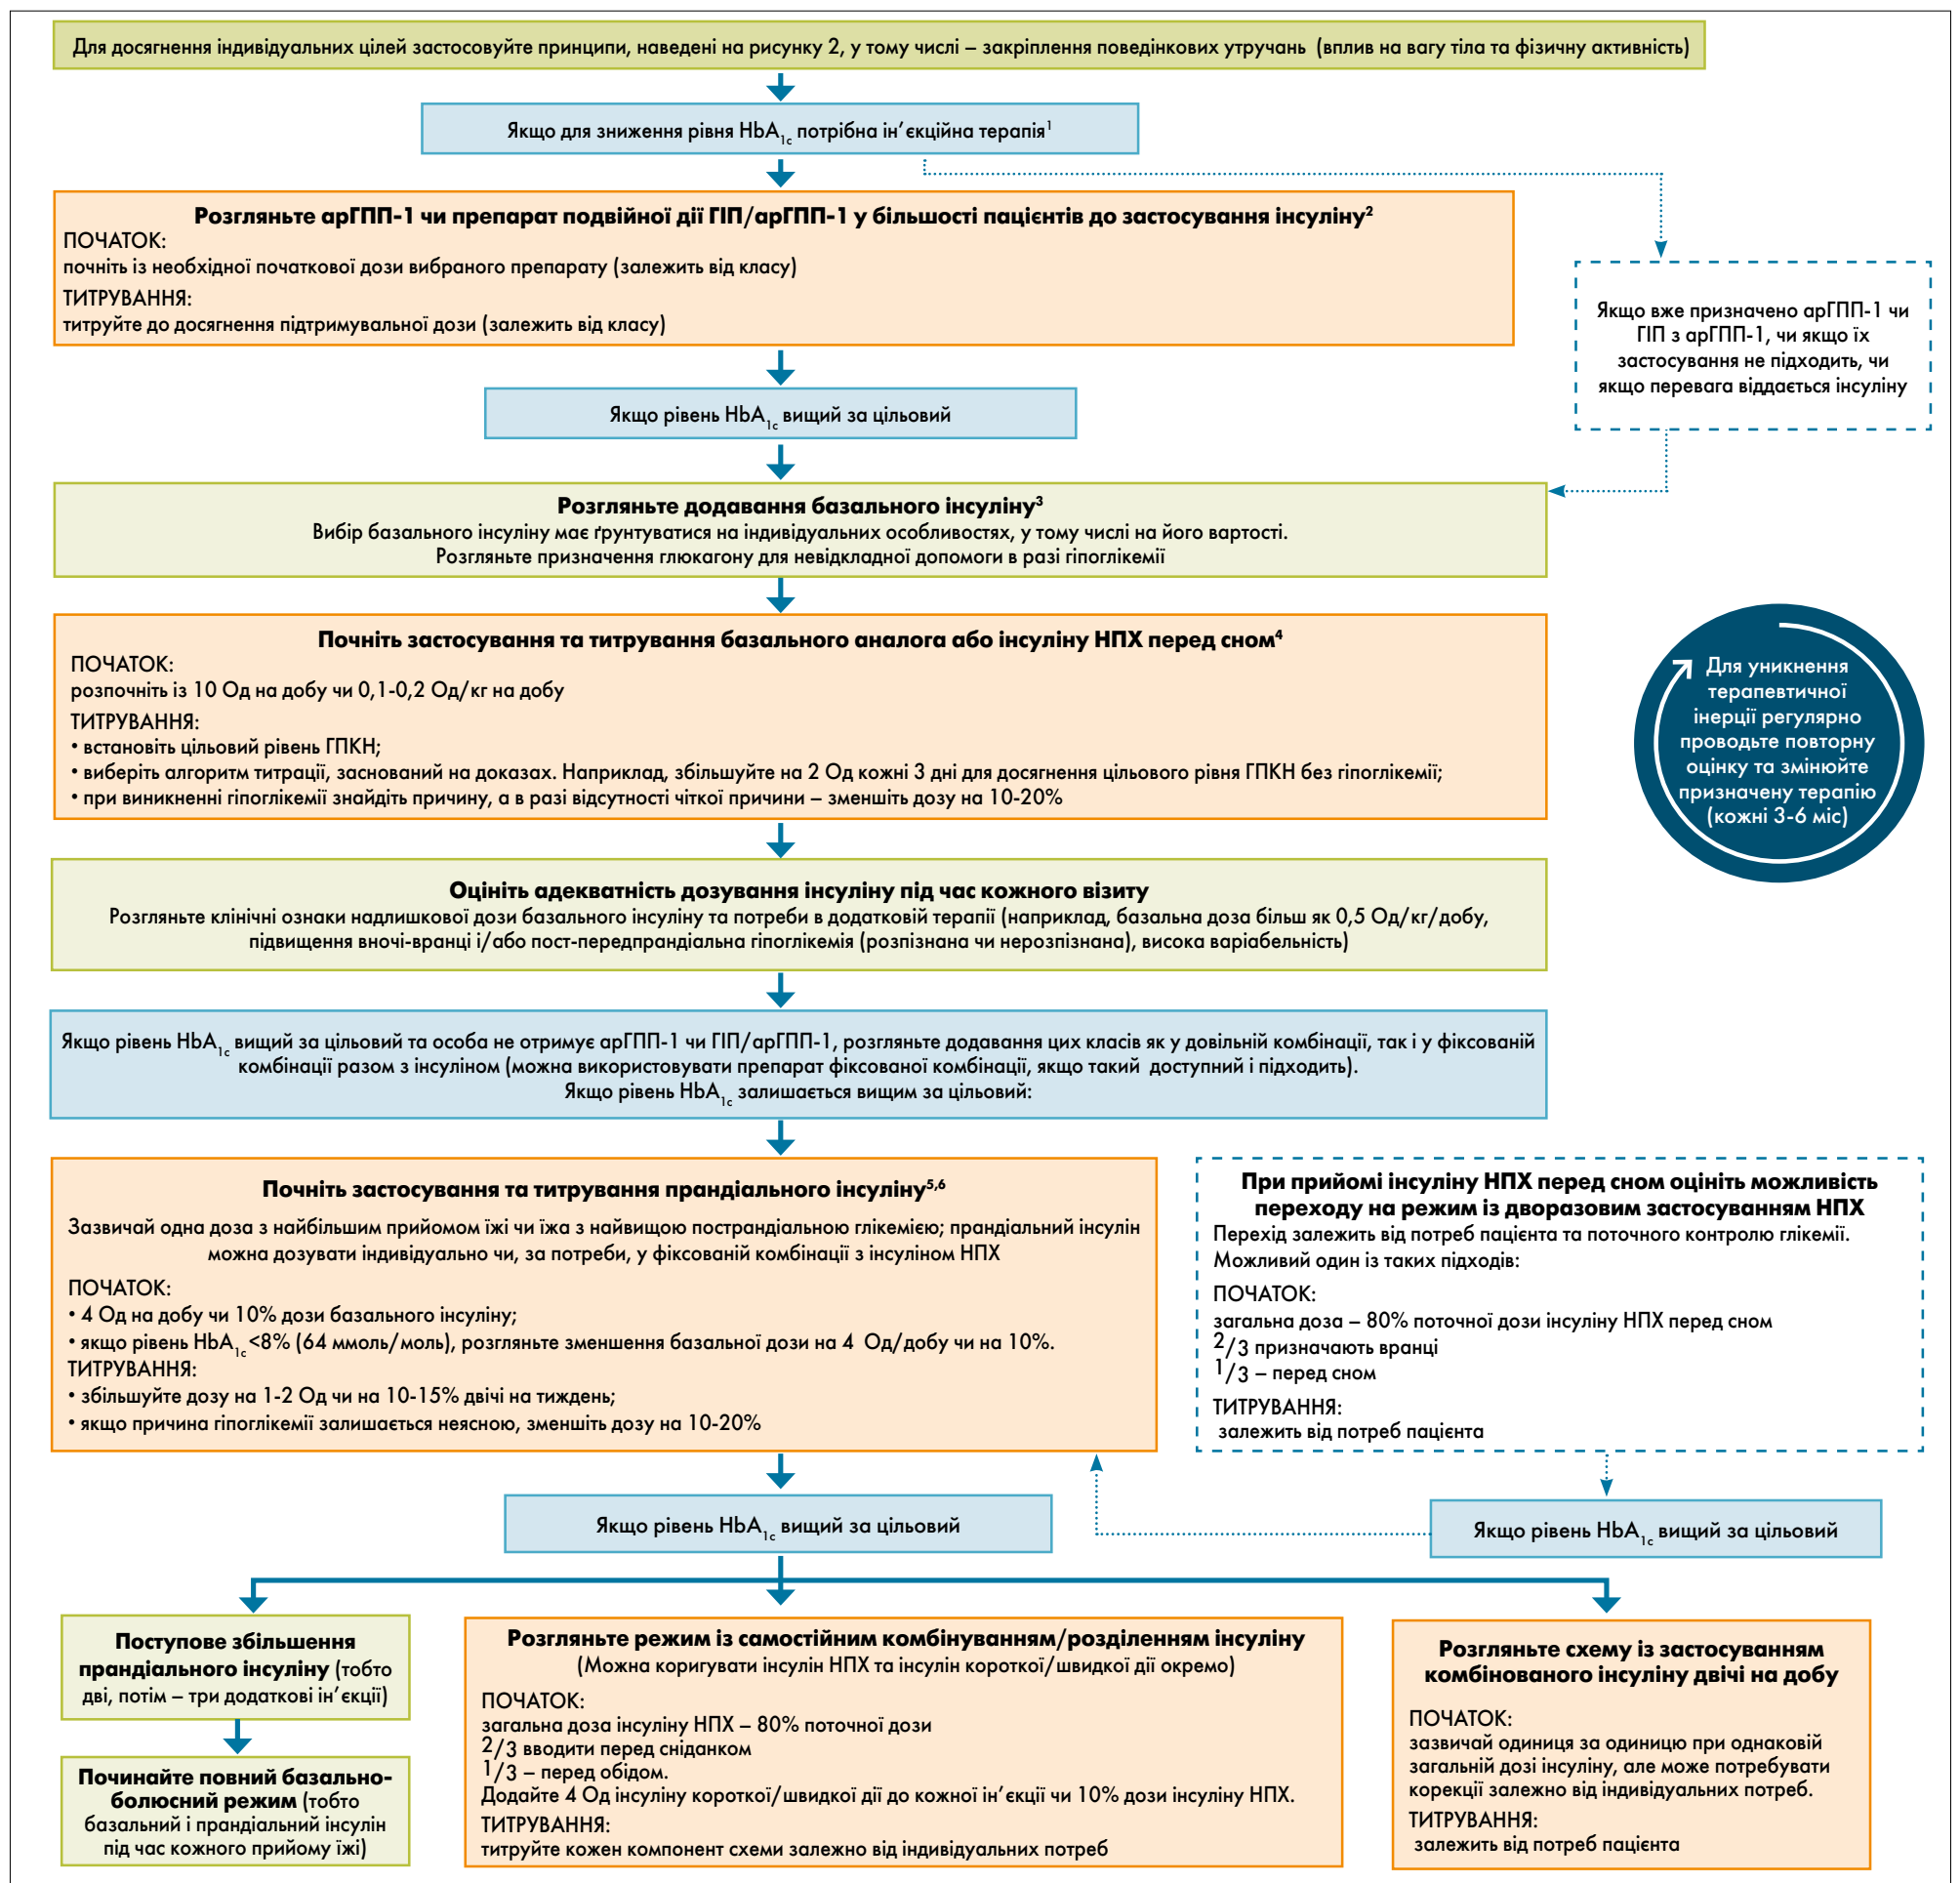 Для досягнення індивідуальних цілей застосовуйте принципи, наведені на рисунку 2, у тому числі – закріплення поведінкових утручань (вплив на вагу тіла та фізичну активність)
Якщо для зниження рівня HbA1c потрібна ін’єкційна терапія1
Розгляньте арГПП-1 чи препарат подвійної дії ГІП/арГПП-1 у більшості пацієнтів до застосування інсуліну2
ПОЧАТОК:
почніть із необхідної початкової дози вибраного препарату (залежить від класу)
ТИТРУВАННЯ:
титруйте до досягнення підтримувальної дози (залежить від класу)
Якщо вже призначено арГПП-1 чи
ГІП з арГПП-1, чи якщо їх
застосування не підходить, чи
якщо перевага віддається інсуліну
Якщо рівень HbA1c вищий за цільовий
Розгляньте додавання базального інсуліну3
Вибір базального інсуліну має ґрунтуватися на індивідуальних особливостях, у тому числі на його вартості.
Розгляньте призначення глюкагону для невідкладної допомоги в разі гіпоглікемії
Почніть застосування та титрування базального аналога або інсуліну НПХ перед сном4
ПОЧАТОК:
розпочніть із 10 Од на добу чи 0,1-0,2 Од/кг на добу
ТИТРУВАННЯ:
• встановіть цільовий рівень ГПКН;
• виберіть алгоритм титрації, заснований на доказах. Наприклад, збільшуйте на 2 Од кожні 3 дні для досягнення цільового рівня ГПКН без гіпоглікемії;
• при виникненні гіпоглікемії знайдіть причину, а в разі відсутності чіткої причини – зменшіть дозу на 10-20%
Для уникнення
терапевтичної
інерції регулярно
проводьте повторну
оцінку та змінюйте
призначену терапію
(кожні 3-6 міс)
Оцініть адекватність дозування інсуліну під час кожного візиту
Розгляньте клінічні ознаки надлишкової дози базального інсуліну та потреби в додатковій терапії (наприклад, базальна доза більш як 0,5 Од/кг/добу,
підвищення вночі-вранці і/або пост-передпрандіальна гіпоглікемія (розпізнана чи нерозпізнана), висока варіабельність)
Якщо рівень HbA1c вищий за цільовий та особа не отримує арГПП-1 чи ГІП/арГПП-1, розгляньте додавання цих класів як у довільній комбінації, так і у фіксованій
комбінації разом з інсуліном (можна використовувати препарат фіксованої комбінації, якщо такий доступний і підходить).
Якщо рівень HbA1c залишається вищим за цільовий:
Почніть застосування та титрування прандіального інсуліну5,6
Зазвичай одна доза з найбільшим прийомом їжі чи їжа з найвищою пострандіальною глікемією; прандіальний інсулін
можна дозувати індивідуально чи, за потреби, у фіксованій комбінації з інсуліном НПХ
ПОЧАТОК:
• 4 Од на добу чи 10% дози базального інсуліну;
• якщо рівень HbA1c <8% (64 ммоль/моль), розгляньте зменшення базальної дози на 4 Од/добу чи на 10%.
ТИТРУВАННЯ:
• збільшуйте дозу на 1-2 Од чи на 10-15% двічі на тиждень;
• якщо причина гіпоглікемії залишається неясною, зменшіть дозу на 10-20%
При прийомі інсуліну НПХ перед сном оцініть можливість
переходу на режим із дворазовим застосуванням НПХ
Перехід залежить від потреб пацієнта та поточного контролю глікемії.
Можливий один із таких підходів:
ПОЧАТОК:
загальна доза – 80% поточної дози інсуліну НПХ перед сном
2/3 призначають вранці
1/3 – перед сном
ТИТРУВАННЯ:
залежить від потреб пацієнта
Якщо рівень HbA1c вищий за цільовий
Якщо рівень HbA1c вищий за цільовий
Поступове збільшення
прандіального інсуліну (тобто
дві, потім – три додаткові ін’єкції)
Починайте повний базально-
болюсний режим (тобто
базальний і прандіальний інсулін
під час кожного прийому їжі)
Розгляньте режим із самостійним комбінуванням/розділенням інсуліну
(Можна коригувати інсулін НПХ та інсулін короткої/швидкої дії окремо)
ПОЧАТОК:
загальна доза інсуліну НПХ – 80% поточної дози
2/3 вводити перед сніданком
1/3 – перед обідом.
Додайте 4 Од інсуліну короткої/швидкої дії до кожної ін’єкції чи 10% дози інсуліну НПХ.
ТИТРУВАННЯ:
титруйте кожен компонент схеми залежно від індивідуальних потреб
Розгляньте схему із застосуванням
комбінованого інсуліну двічі на добу
ПОЧАТОК:
зазвичай одиниця за одиницю при однаковій
загальній дозі інсуліну, але може потребувати
корекції залежно від індивідуальних потреб.
ТИТРУВАННЯ:
залежить від потреб пацієнта